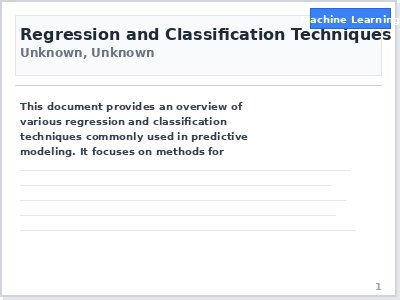 Machine Learning
Regression and Classification Techniques
Unknown, Unknown
This document provides an overview of
various regression and classification
techniques commonly used in predictive
modeling. It focuses on methods for
1